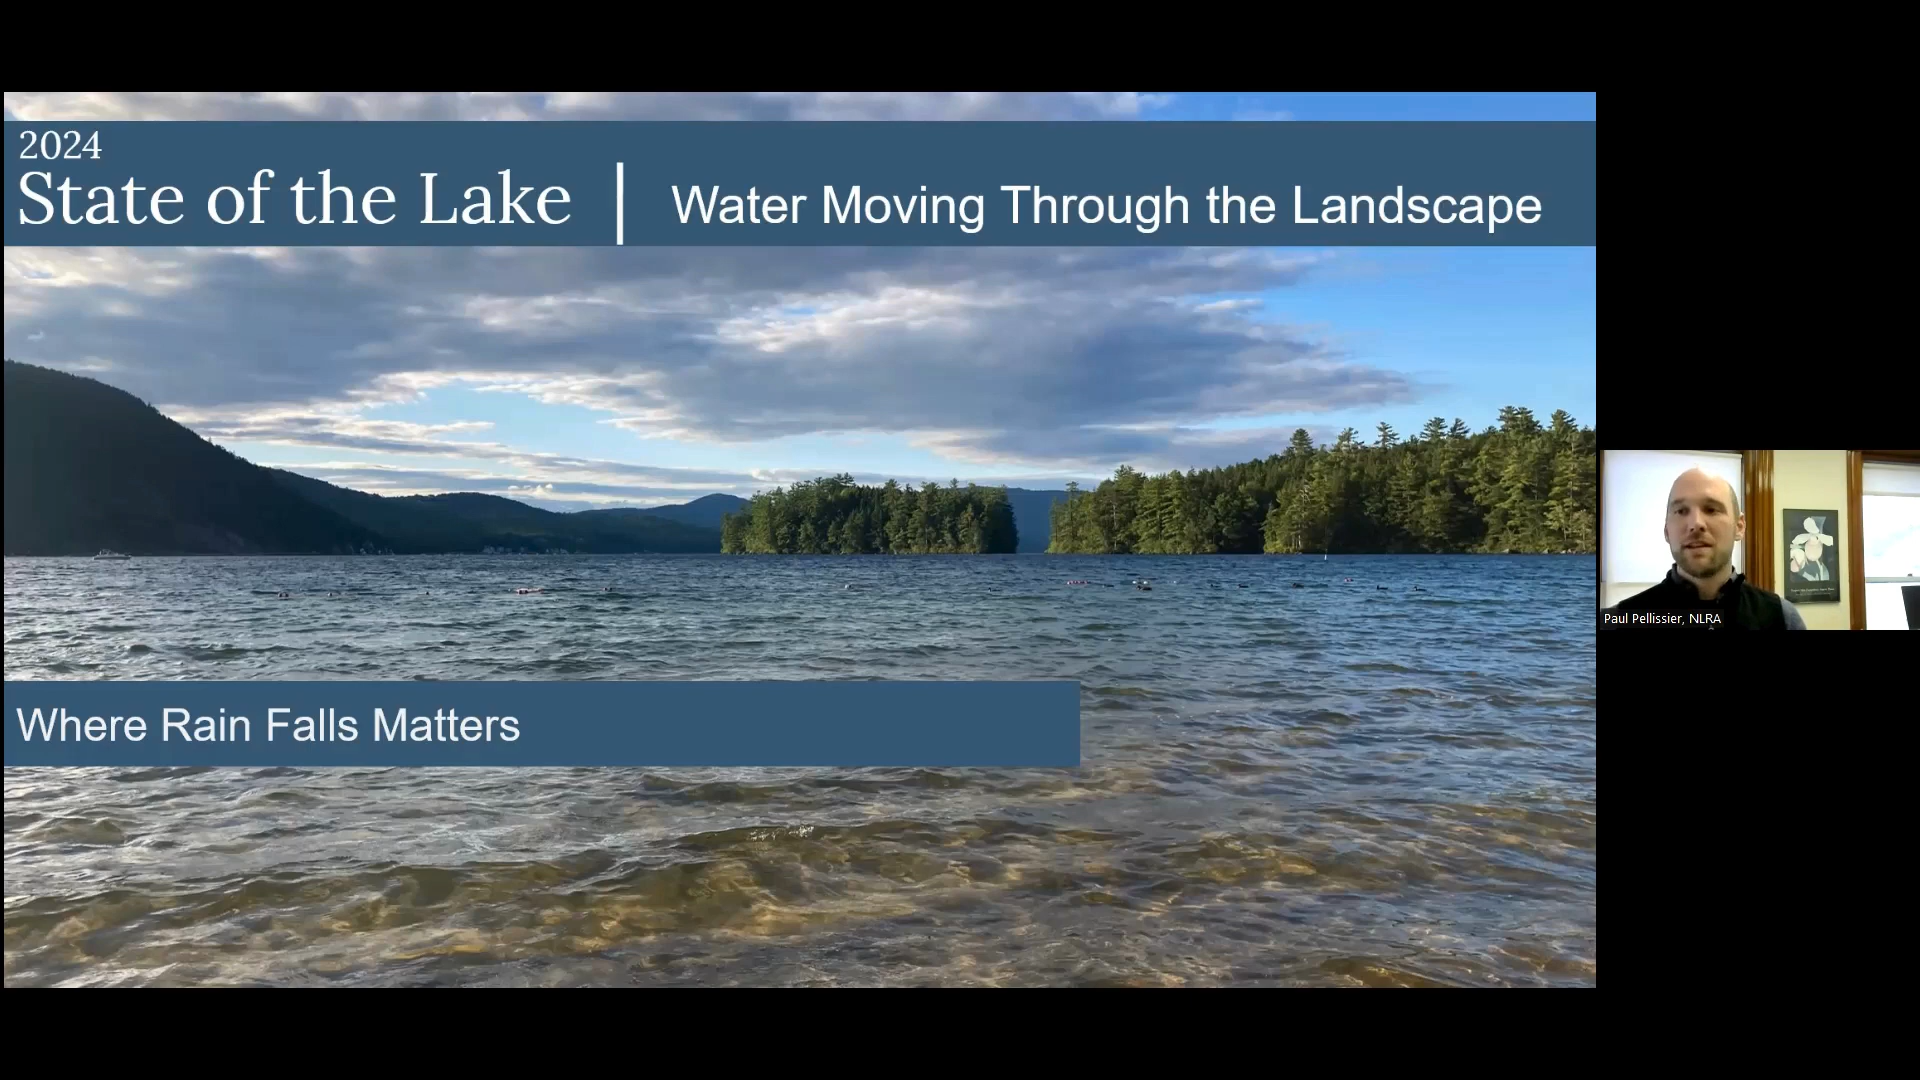 2024
State of the Lake | Water Moving Through the Landscape
Where Rain Falls Matters
Paul Pellissier, NLRA